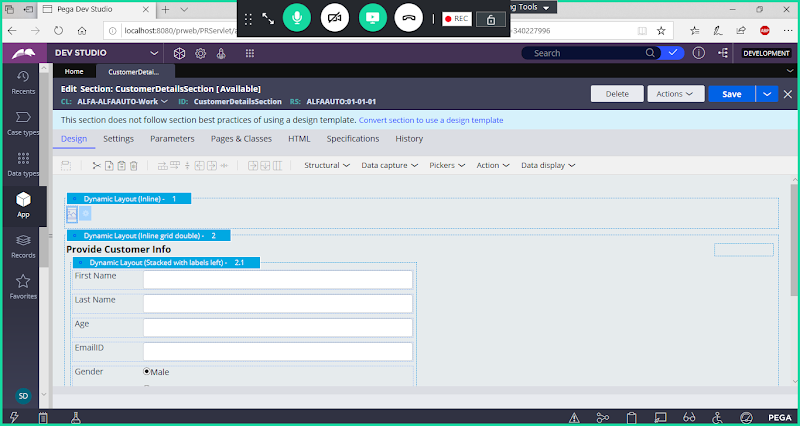 Pega Dev Studio
ng Tools
localhost:8080/prweb/PRServlet/a
=-340227996
REC
ABP
DEV STUDIO
Search
DEVELOPMENT
Home
CustomerDetai...
Edit Section: CustomerDetailsSection [Available]
CL: ALFA-ALFAAUTO-Work ID: CustomerDetailsSection RS: ALFAAUTO:01-01-01
Delete
Actions
Save
This section does not follow section best practices of using a design template. Convert section to use a design template
Design Settings Parameters Pages & Classes HTML Specifications History
Structural Data capture Pickers Action Data display
Dynamic Layout (Inline) - 1
Dynamic Layout (Inline grid double) - 2
Provide Customer Info
Dynamic Layout (Stacked with labels left) - 2.1
First Name
Last Name
Age
EmailID
Gender
Male
Recents
Case types
Data types
App
Records
Favorites
SD
PEGA